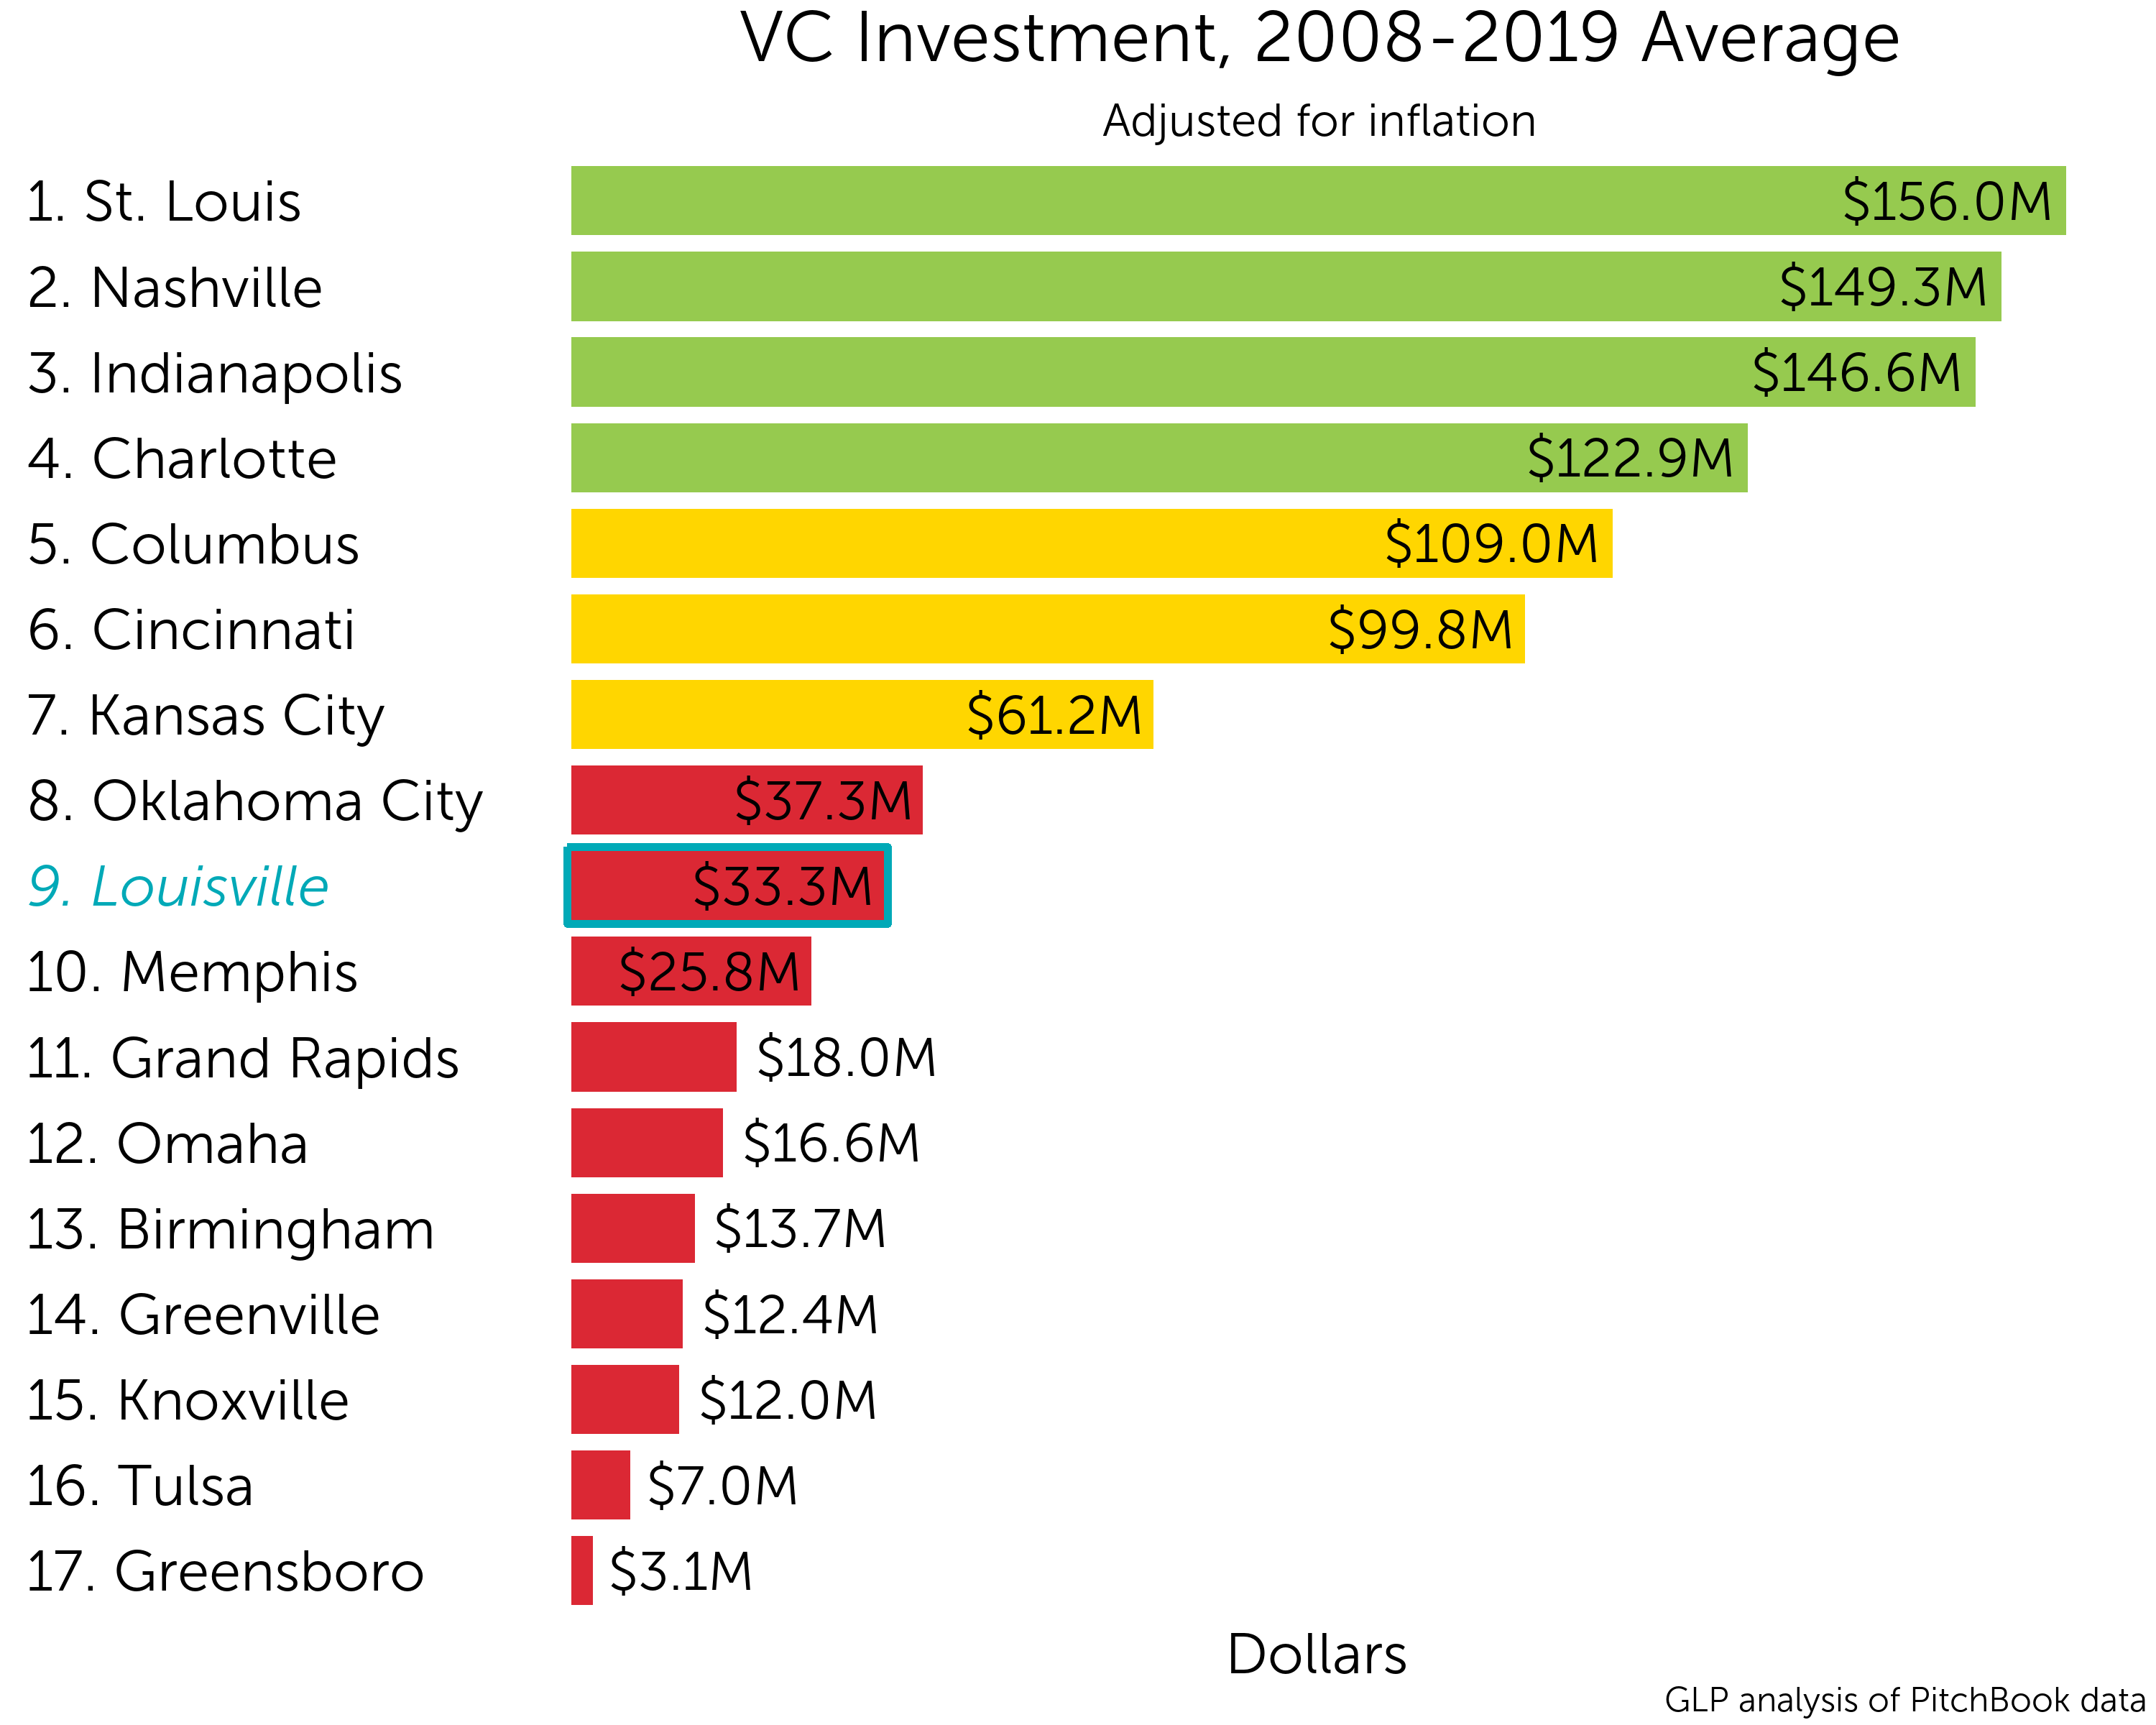 VC Investment, 2008-2019 Average
Adjusted for inflation
1. St. Louis $156.0M
2. Nashville $149.3M
3. Indianapolis $146.6M
4. Charlotte $122.9M
5. Columbus $109.0M
6. Cincinnati $99.8M
7. Kansas City $61.2M
8. Oklahoma City $37.3M
9. Louisville $33.3M
10. Memphis $25.8M
11. Grand Rapids $18.0M
12. Omaha $16.6M
13. Birmingham $13.7M
14. Greenville $12.4M
15. Knoxville $12.0M
16. Tulsa $7.0M
17. Greensboro $3.1M
Dollars
GLP analysis of PitchBook data